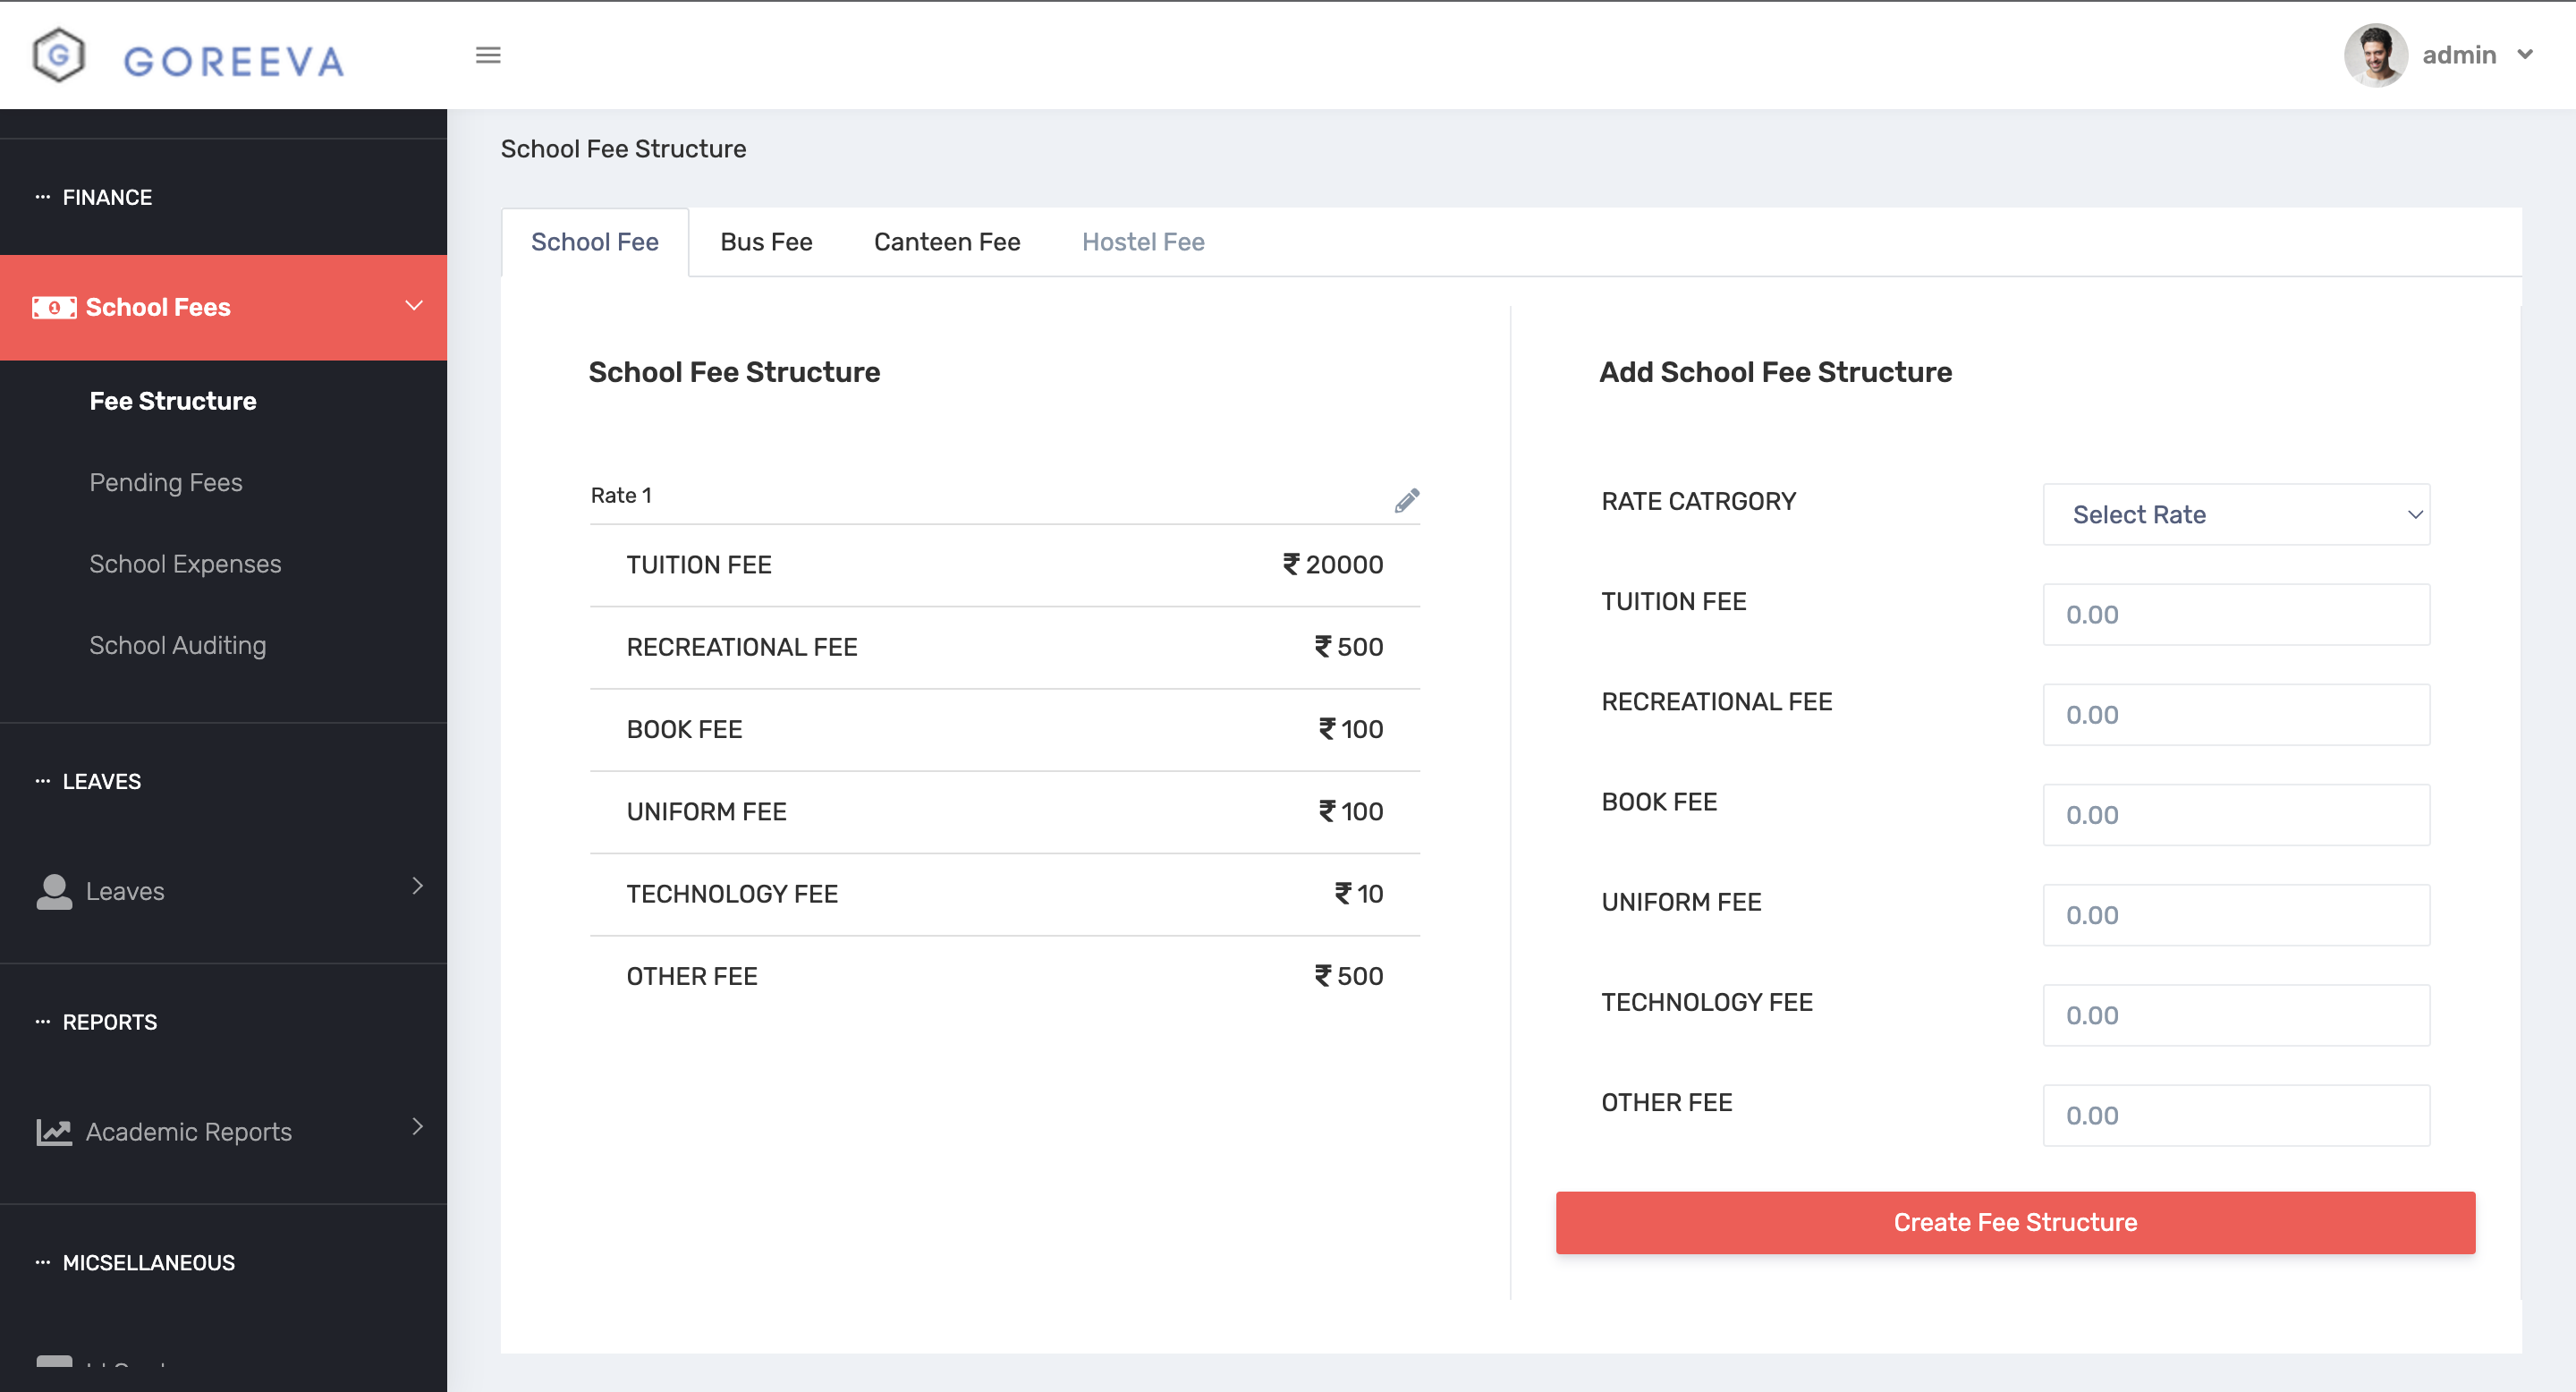 G GOREEVA
admin
FINANCE
School Fees
Fee Structure
Pending Fees
School Expenses
School Auditing
LEAVES
Leaves
REPORTS
Academic Reports
MICSELLANEOUS
School Fee Structure
School Fee Bus Fee Canteen Fee Hostel Fee
School Fee Structure
Rate 1
TUITION FEE ₹ 20000
RECREATIONAL FEE ₹ 500
BOOK FEE ₹ 100
UNIFORM FEE ₹ 100
TECHNOLOGY FEE ₹ 10
OTHER FEE ₹ 500
Add School Fee Structure
RATE CATRGORY Select Rate
TUITION FEE 0.00
RECREATIONAL FEE 0.00
BOOK FEE 0.00
UNIFORM FEE 0.00
TECHNOLOGY FEE 0.00
OTHER FEE 0.00
Create Fee Structure